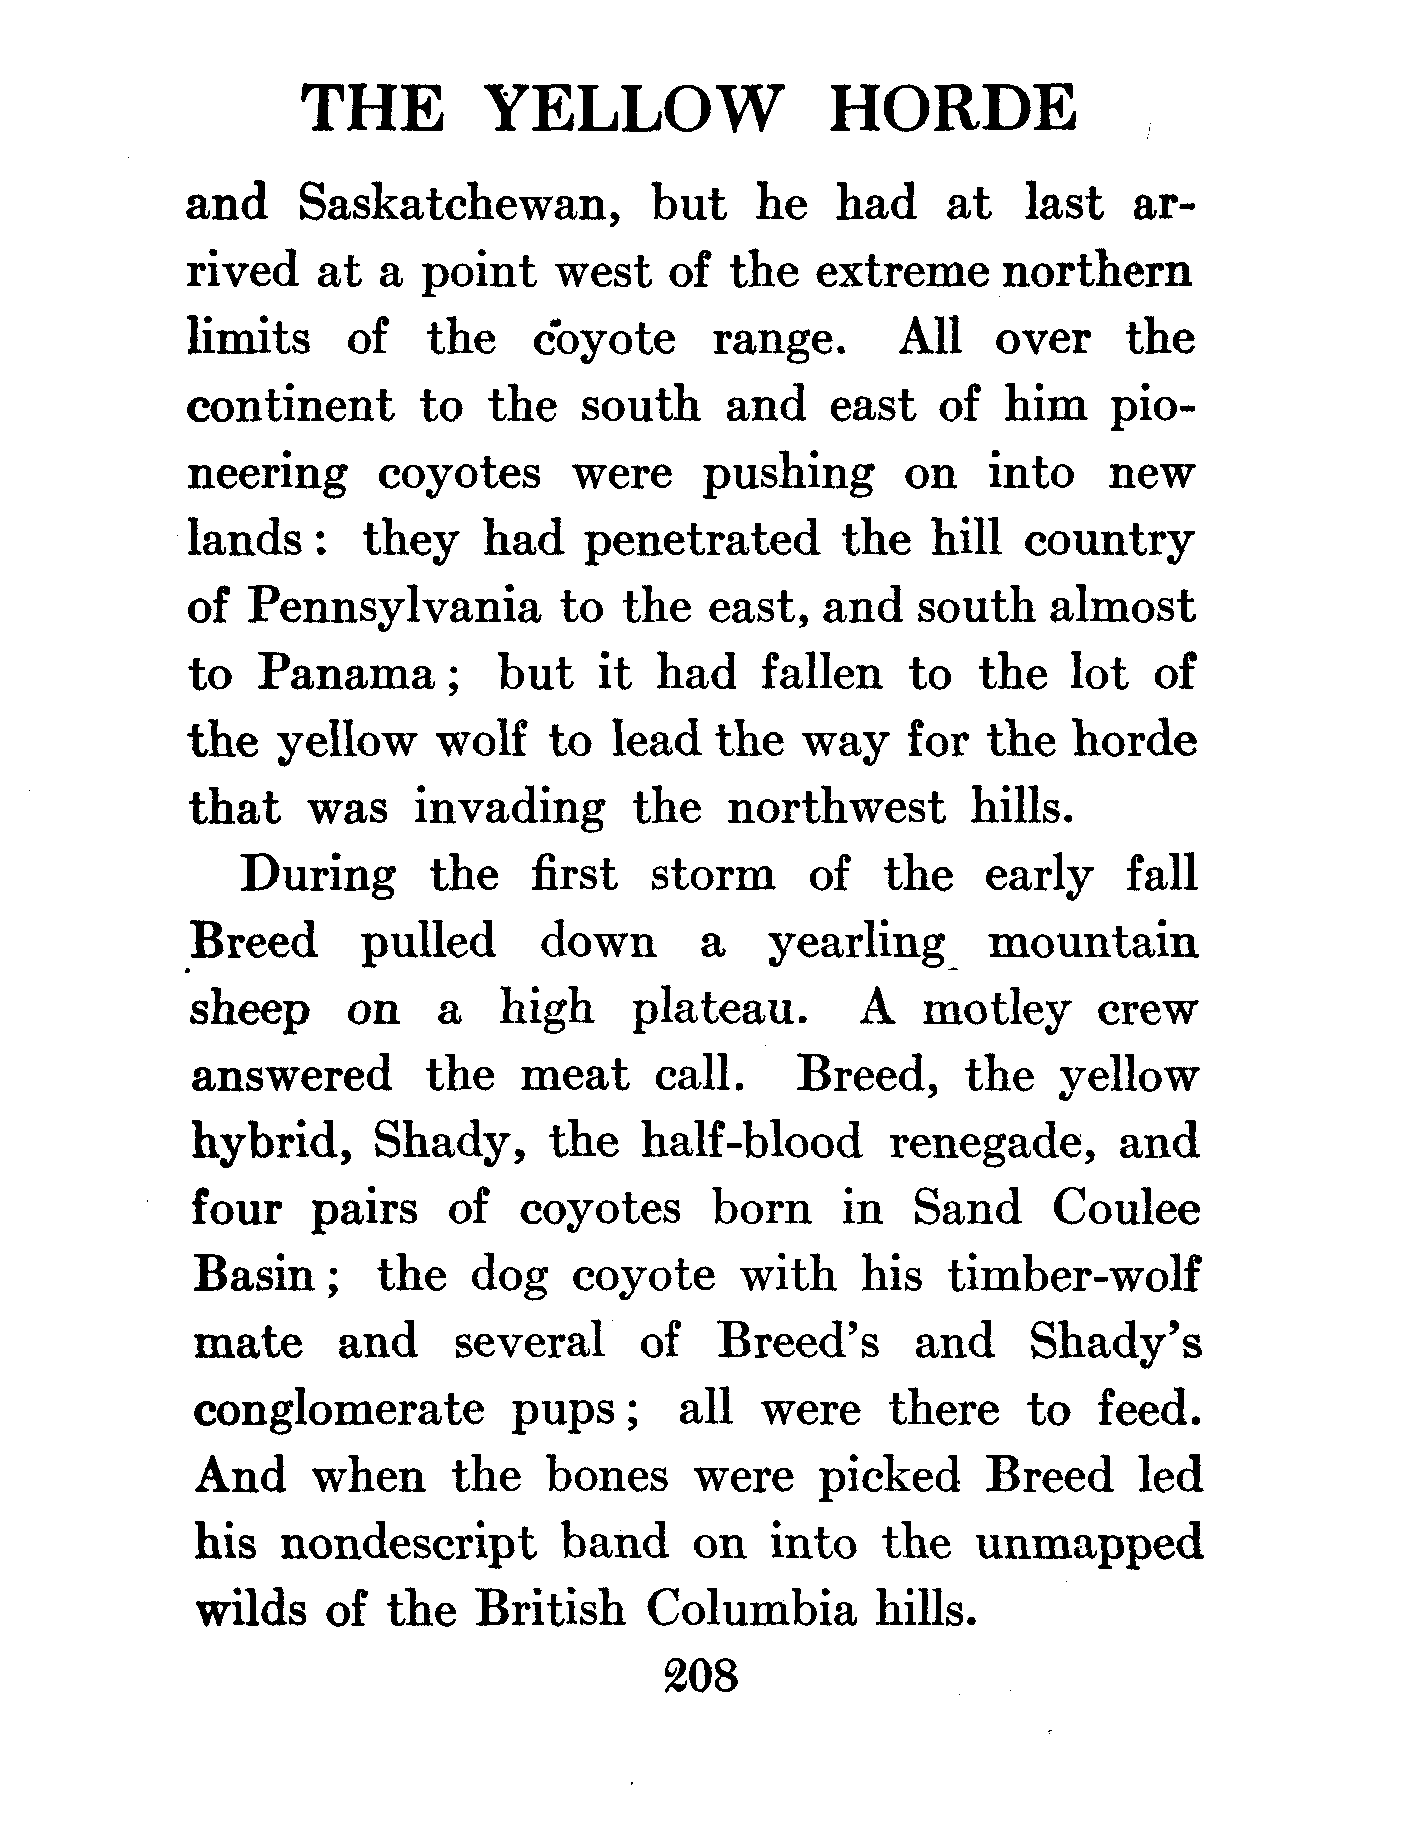 THE YELLOW HORDE
and Saskatchewan, but he had at last ar-
rived at a point west of the extreme northern
limits of the coyote range. All over the
continent to the south and east of him pio-
neering coyotes were pushing on into new
lands : they had penetrated the hill country
of Pennsylvania to the east, and south almost
to Panama ; but it had fallen to the lot of
the yellow wolf to lead the way for the horde
that was invading the northwest hills.
During the first storm of the early fall
Breed pulled down a yearling mountain
sheep on a high plateau. A motley crew
answered the meat call. Breed, the yellow
hybrid, Shady, the half-blood renegade, and
four pairs of coyotes born in Sand Coulee
Basin ; the dog coyote with his timber-wolf
mate and several of Breed's and Shady's
conglomerate pups ; all were there to feed.
And when the bones were picked Breed led
his nondescript band on into the unmapped
wilds of the British Columbia hills.
208